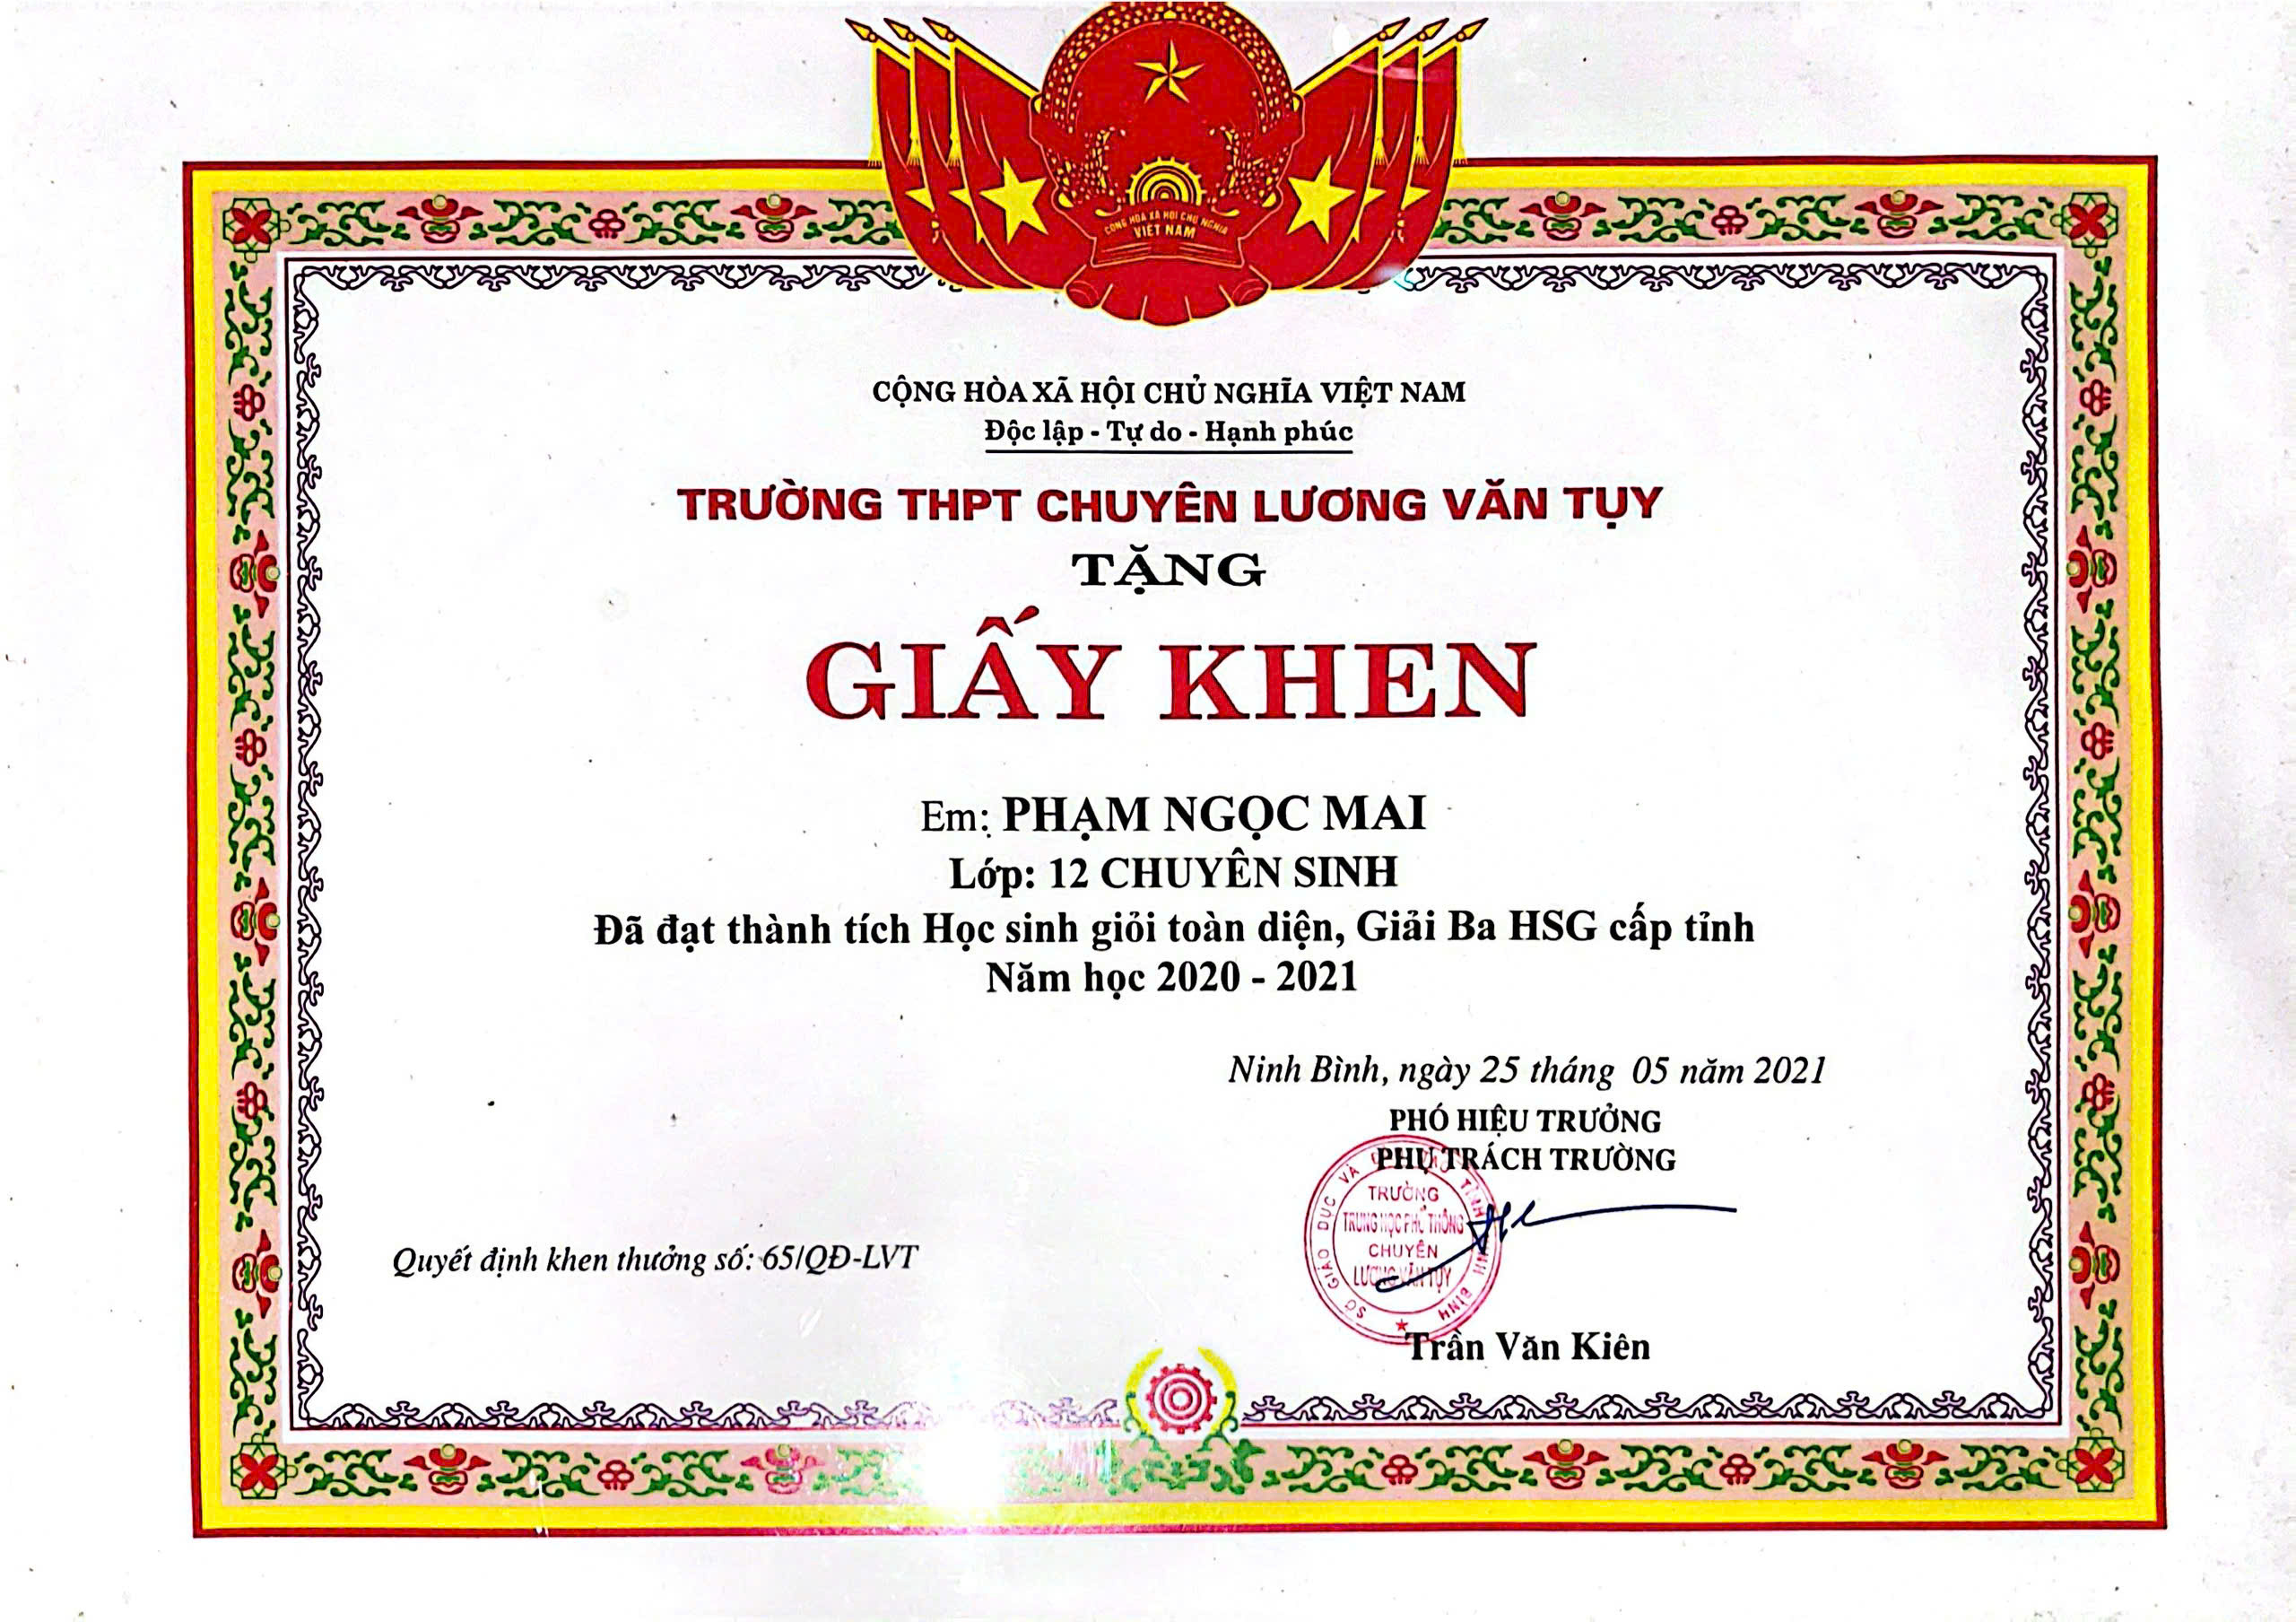 CỘNG HOÀ XÃ HỘI CHỦ NGHĨA
VIỆT NAM
CỘNG HÒA XÃ HỘI CHỦ NGHĨA VIỆT NAM
Độc lập - Tự do - Hạnh phúc
TRƯỜNG THPT CHUYÊN LƯƠNG VĂN TỤY
TẶNG
GIẤY KHEN
Em: PHẠM NGỌC MAI
Lớp: 12 CHUYÊN SINH
Đã đạt thành tích Học sinh giỏi toàn diện, Giải Ba HSG cấp tỉnh
Năm học 2020 - 2021
Ninh Bình, ngày 25 tháng 05 năm 2021
PHÓ HIỆU TRƯỞNG
PHỤ TRÁCH TRƯỜNG
SỞ GIÁO DỤC VÀ ĐÀO TẠO TỈNH NINH BÌNH
TRƯỜNG
TRUNG HỌC PHỔ THÔNG
CHUYÊN
LƯƠNG VĂN TỤY
Quyết định khen thưởng số: 65/QĐ-LVT
Trần Văn Kiên